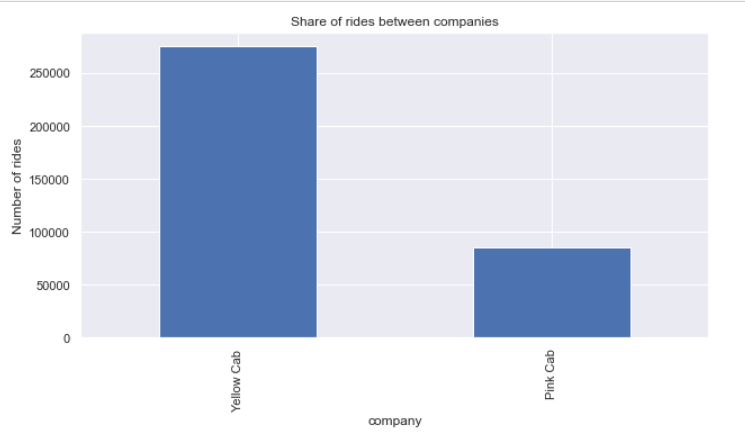 Share of rides between companies
Number of rides
250000
200000
150000
100000
50000
0
Yellow Cab
Pink Cab
company